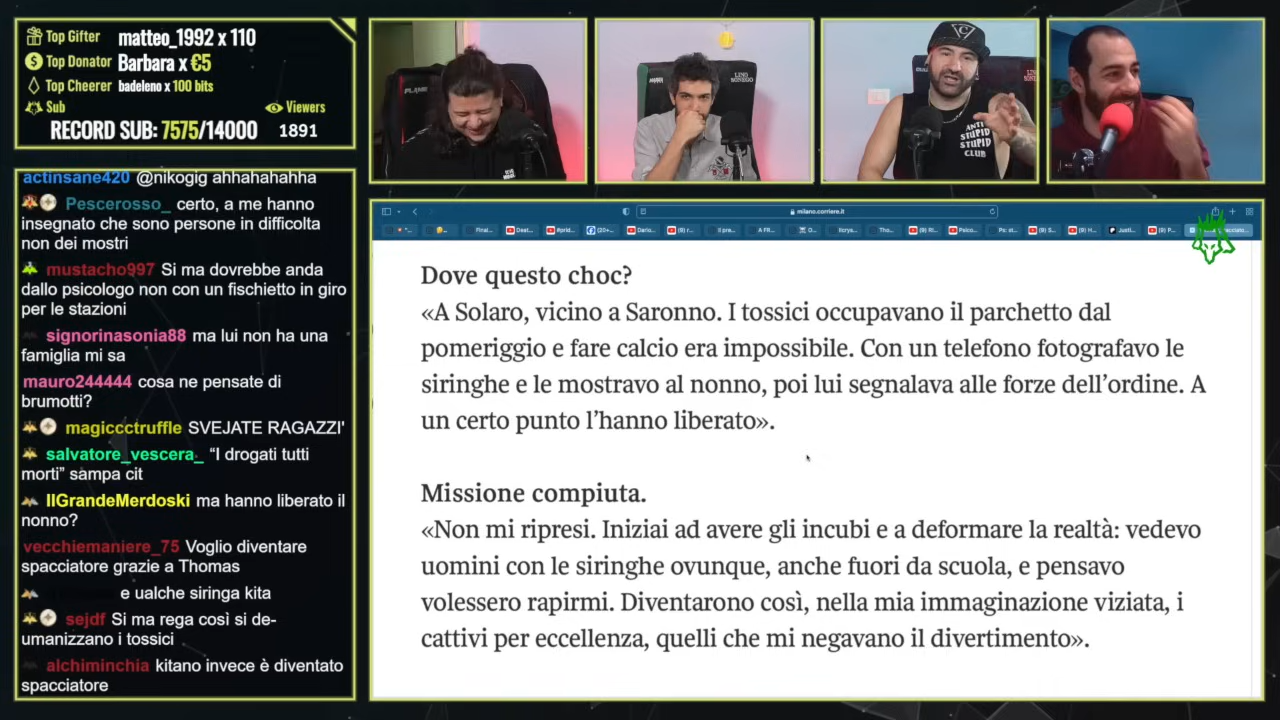 Top Gifter matteo_1992 x 110
Top Donator Barbara x €5
Top Cheerer badeleno x 100 bits
Sub Viewers
RECORD SUB: 7575/14000 1891
actinsane420 @nikogig ahhahahahha
Pescerosso_ certo, a me hanno
insegnato che sono persone in difficolta
non dei mostri
mustacho997 Si ma dovrebbe anda
dallo psicologo non con un fischietto in giro
per le stazioni
signorinasonia88 ma lui non ha una
famiglia mi sa
mauro244444 cosa ne pensate di
brumotti?
magiccctruffle SVEJATE RAGAZZI'
salvatore_vescera_ “I drogati tutti
morti” sampa cit
IlGrandeMerdoski ma hanno liberato il
nonno?
vecchiemaniere_75 Voglio diventare
spacciatore grazie a Thomas
e ualche siringa kita
sejdf Si ma rega così si de-
umanizzano i tossici
alchiminchia kitano invece è diventato
spacciatore
LINO
SONEGO
LINO
SONEGO
ANTI
STUPID
STUPID
CLUB
milano.corriere.it
Dove questo choc?
«A Solaro, vicino a Saronno. I tossici occupavano il parchetto dal
pomeriggio e fare calcio era impossibile. Con un telefono fotografavo le
siringhe e le mostravo al nonno, poi lui segnalava alle forze dell’ordine. A
un certo punto l’hanno liberato».
Missione compiuta.
«Non mi ripresi. Iniziai ad avere gli incubi e a deformare la realtà: vedevo
uomini con le siringhe ovunque, anche fuori da scuola, e pensavo
volessero rapirmi. Diventarono così, nella mia immaginazione viziata, i
cattivi per eccellenza, quelli che mi negavano il divertimento».